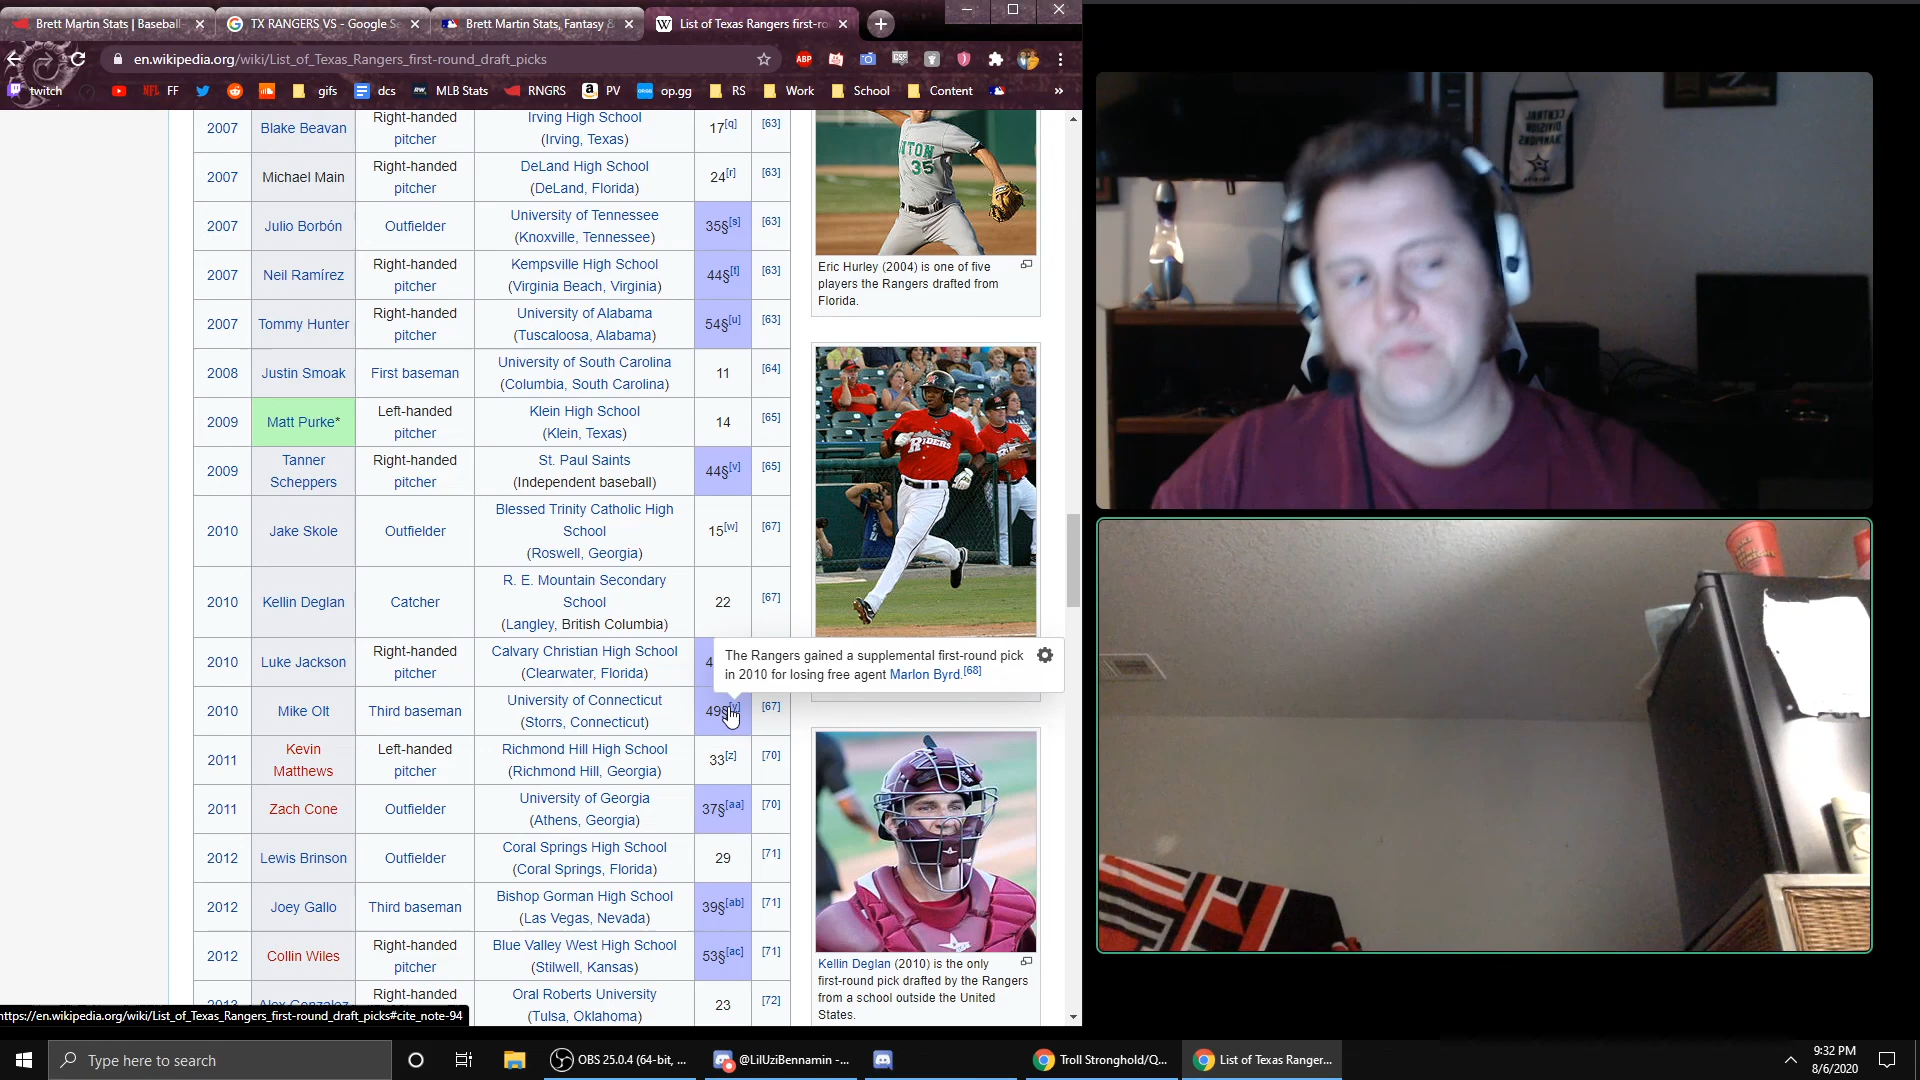 Brett Martin Stats | Baseball-
TX RANGERS VS - Google Se
Brett Martin Stats, Fantasy &
List of Texas Rangers first-ro
en.wikipedia.org/wiki/List_of_Texas_Rangers_first-round_draft_picks
twitch
NFL FF
gifs
dcs
MLB Stats
RNGRS
PV
op.gg
RS
Work
School
Content
»
2007 Blake Beavan Right-handed pitcher Irving High School (Irving, Texas) 17[q] [63]
2007 Michael Main Right-handed pitcher DeLand High School (DeLand, Florida) 24[r] [63]
2007 Julio Borbón Outfielder University of Tennessee (Knoxville, Tennessee) 35§[s] [63]
2007 Neil Ramírez Right-handed pitcher Kempsville High School (Virginia Beach, Virginia) 44§[t] [63]
2007 Tommy Hunter Right-handed pitcher University of Alabama (Tuscaloosa, Alabama) 54§[u] [63]
2008 Justin Smoak First baseman University of South Carolina (Columbia, South Carolina) 11 [64]
2009 Matt Purke* Left-handed pitcher Klein High School (Klein, Texas) 14 [65]
2009 Tanner Scheppers Right-handed pitcher St. Paul Saints (Independent baseball) 44§[v] [65]
2010 Jake Skole Outfielder Blessed Trinity Catholic High School (Roswell, Georgia) 15[w] [67]
2010 Kellin Deglan Catcher R. E. Mountain Secondary School (Langley, British Columbia) 22 [67]
2010 Luke Jackson Right-handed pitcher Calvary Christian High School (Clearwater, Florida) 4
2010 Mike Olt Third baseman University of Connecticut (Storrs, Connecticut) 49§[y] [67]
2011 Kevin Matthews Left-handed pitcher Richmond Hill High School (Richmond Hill, Georgia) 33[z] [70]
2011 Zach Cone Outfielder University of Georgia (Athens, Georgia) 37§[aa] [70]
2012 Lewis Brinson Outfielder Coral Springs High School (Coral Springs, Florida) 29 [71]
2012 Joey Gallo Third baseman Bishop Gorman High School (Las Vegas, Nevada) 39§[ab] [71]
2012 Collin Wiles Right-handed pitcher Blue Valley West High School (Stilwell, Kansas) 53§[ac] [71]
2013 Alex Gonzalez Right-handed Oral Roberts University (Tulsa, Oklahoma) 23 [72]
The Rangers gained a supplemental first-round pick
in 2010 for losing free agent Marlon Byrd.[68]
35
Eric Hurley (2004) is one of five
players the Rangers drafted from
Florida.
RIDERS
Kellin Deglan (2010) is the only
first-round pick drafted by the Rangers
from a school outside the United
States.
https://en.wikipedia.org/wiki/List_of_Texas_Rangers_first-round_draft_picks#cite_note-94
CENTRAL
DIVISION
CHAMPIONS
Type here to search
OBS 25.0.4 (64-bit, ...
@LilUziBennamin -...
Troll Stronghold/Q...
List of Texas Ranger...
9:32 PM
8/6/2020